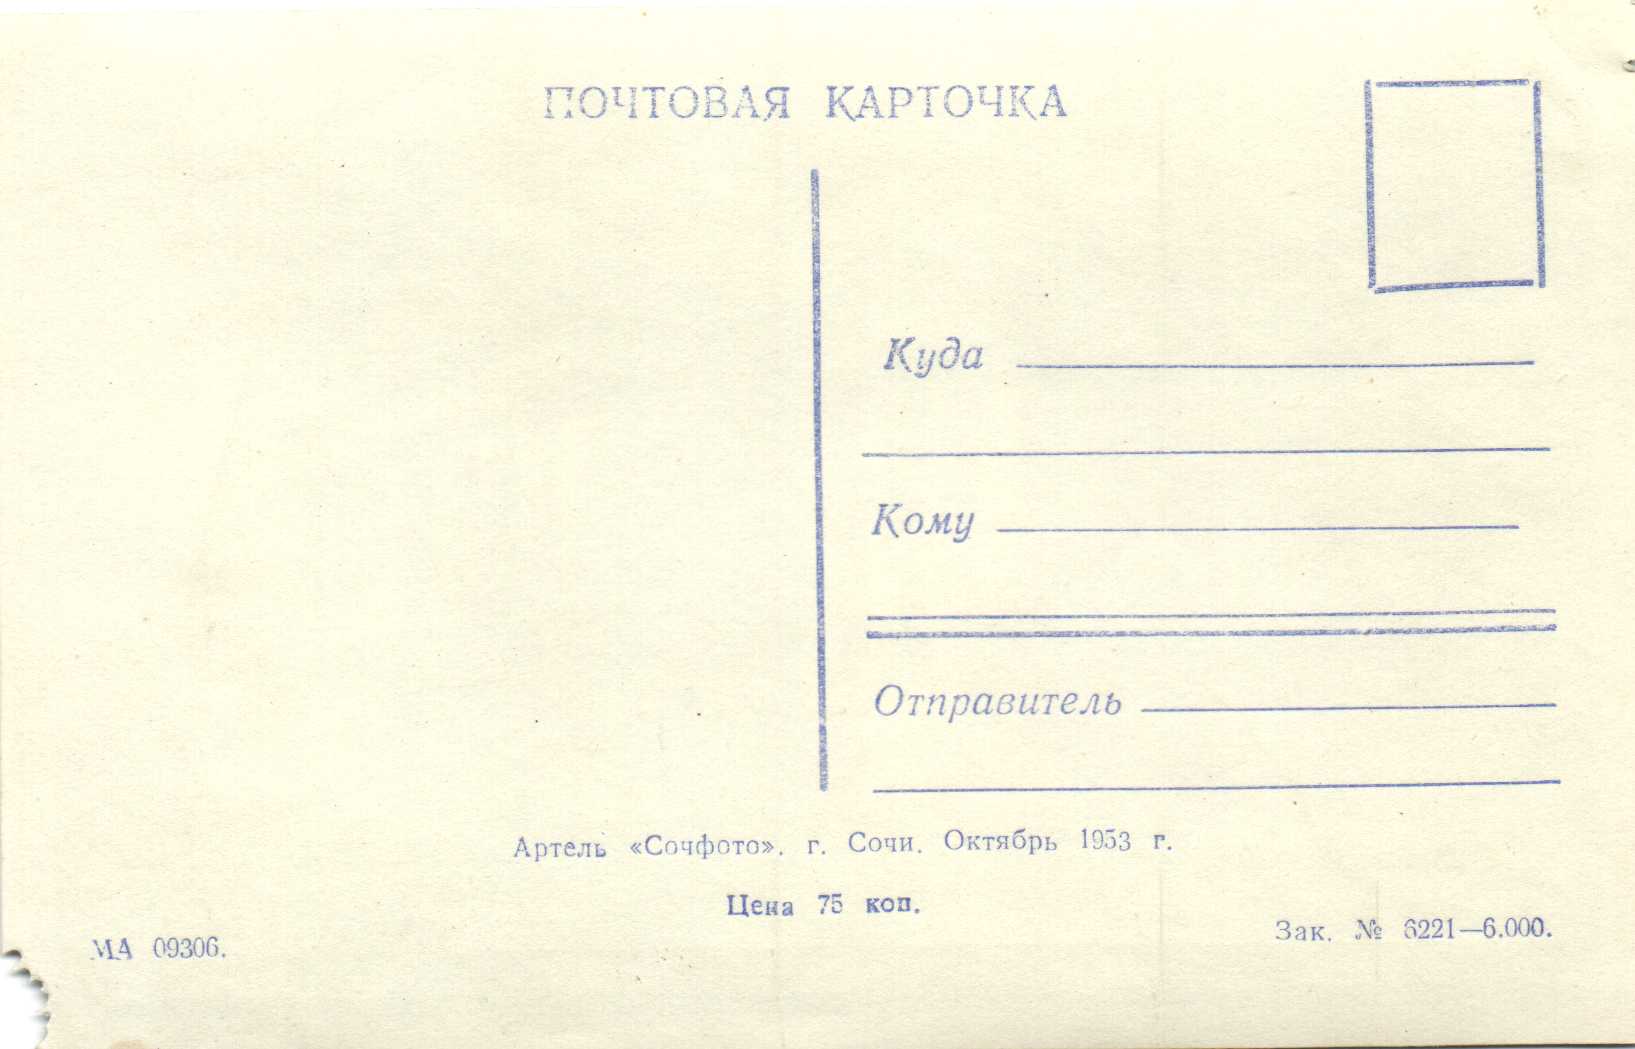 ПОЧТОВАЯ КАРТОЧКА
Куда
Кому
Отправитель
Артель «Сочфото». г. Сочи. Октябрь 1953 г.
Цена 75 коп.
МА 09306.
Зак. № 6221—6.000.